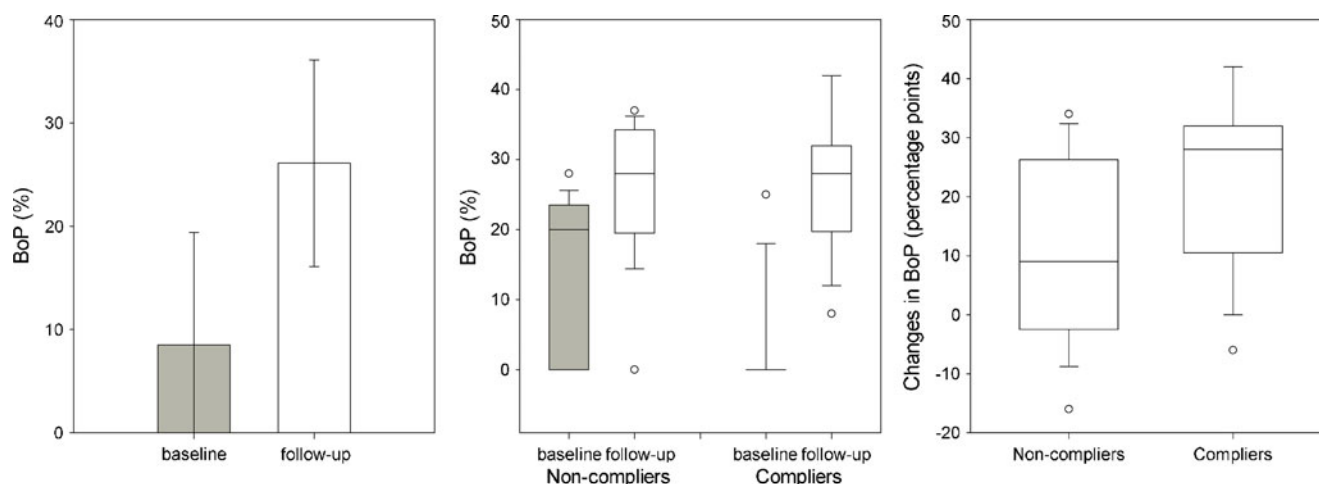 BoP (%)
40
30
20
10
0
baseline
follow-up
BoP (%)
50
40
30
20
10
0
baseline follow-up
Non-compliers
baseline follow-up
Compliers
Changes in BoP (percentage points)
50
40
30
20
10
0
-10
-20
Non-compliers
Compliers